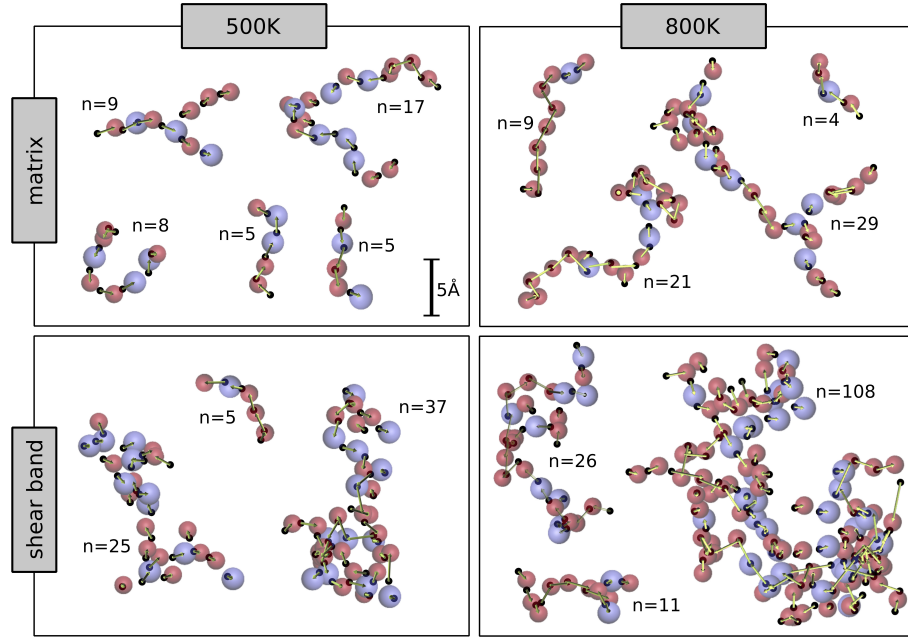 500K
800K
matrix
n=9
n=17
n=8
n=5
n=5
5Å
n=9
n=4
n=29
n=21
shear band
n=5
n=37
n=25
n=108
n=26
n=11